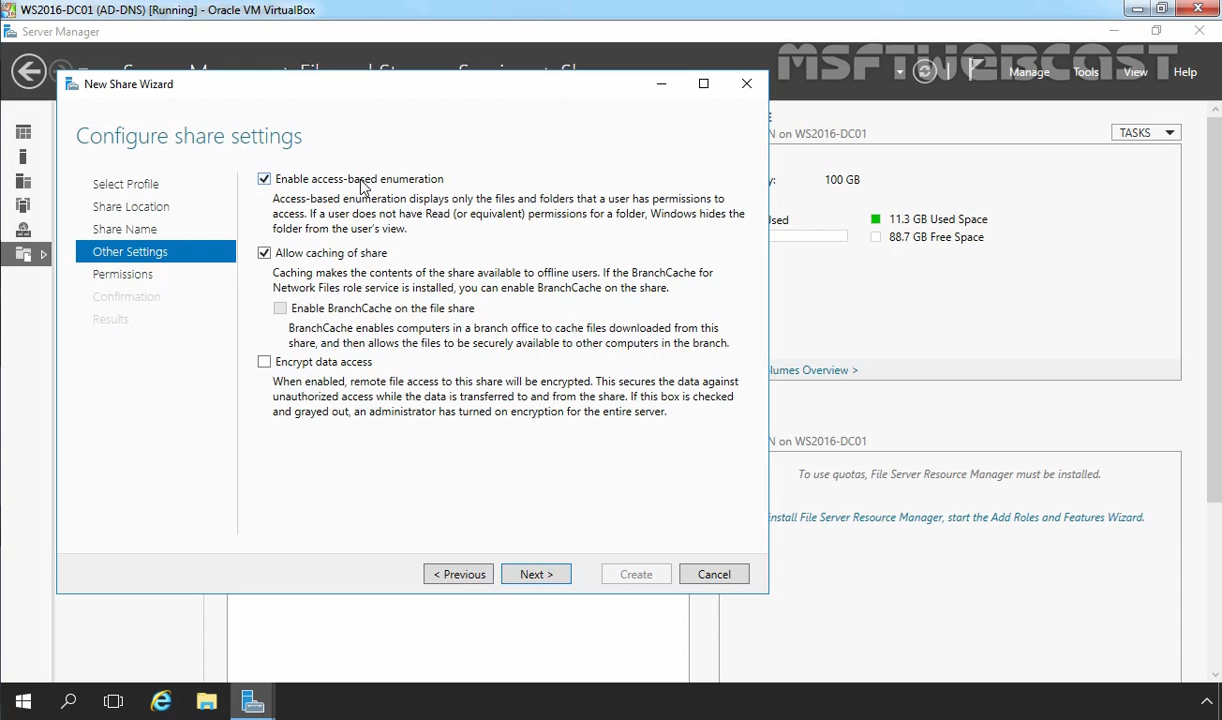 WS2016-DC01 (AD-DNS) [Running] - Oracle VM VirtualBox
Server Manager
MSFTWEBCAST
Manage Tools View Help
New Share Wizard
Configure share settings
Select Profile
Share Location
Share Name
Other Settings
Permissions
Confirmation
Results
Enable access-based enumeration
Access-based enumeration displays only the files and folders that a user has permissions to
access. If a user does not have Read (or equivalent) permissions for a folder, Windows hides the
folder from the user's view.
Allow caching of share
Caching makes the contents of the share available to offline users. If the BranchCache for
Network Files role service is installed, you can enable BranchCache on the share.
Enable BranchCache on the file share
BranchCache enables computers in a branch office to cache files downloaded from this
share, and then allows the files to be securely available to other computers in the branch.
Encrypt data access
When enabled, remote file access to this share will be encrypted. This secures the data against
unauthorized access while the data is transferred to and from the share. If this box is checked
and grayed out, an administrator has turned on encryption for the entire server.
< Previous
Next >
Create
Cancel
N on WS2016-DC01
TASKS
y: 100 GB
sed
11.3 GB Used Space
88.7 GB Free Space
lumes Overview >
N on WS2016-DC01
To use quotas, File Server Resource Manager must be installed.
nstall File Server Resource Manager, start the Add Roles and Features Wizard.